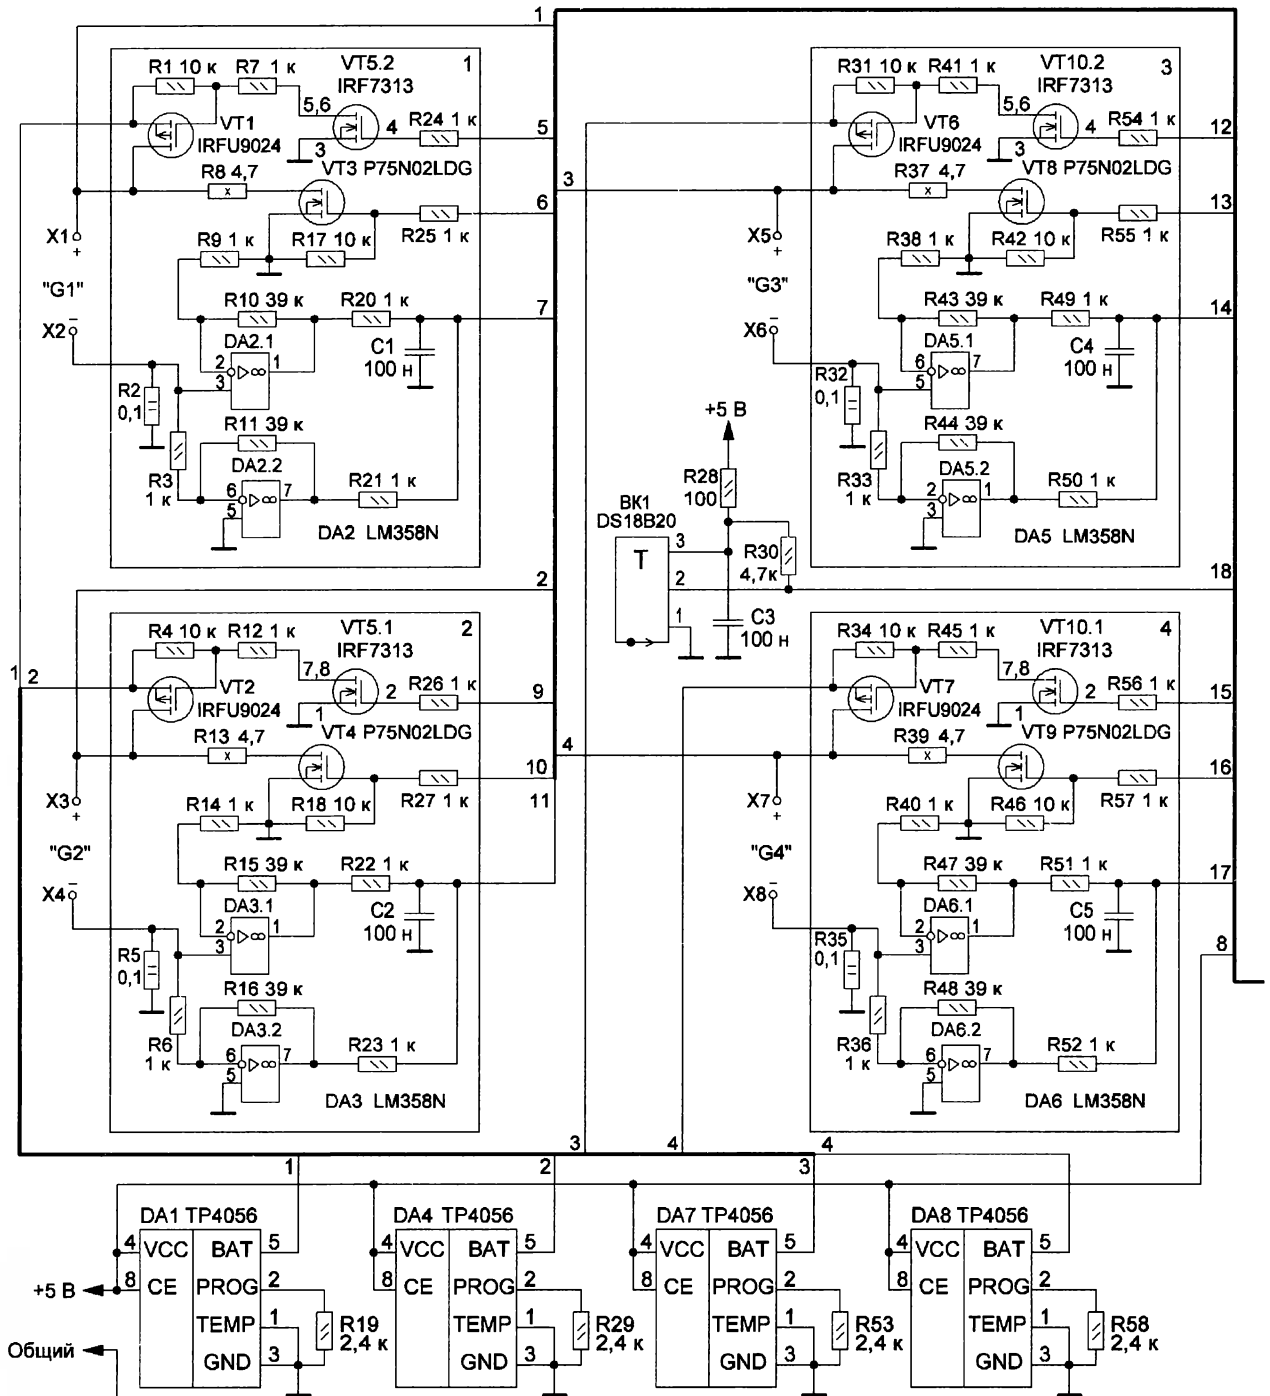 1
1
VT5.2
IRF7313
R1 10 к
R7 1 к
5,6
4
R24 1 к
5
VT1
IRFU9024
3
VT3 P75N02LDG
R8 4,7
x
6
R25 1 к
X1
+
R9 1 к
R17 10 к
"G1"
X2
–
R10 39 к
R20 1 к
7
DA2.1
2
3
1
▷∞
C1
100 н
R2
0,1
R11 39 к
DA2.2
R3
1 к
6
5
7
▷∞
R21 1 к
DA2 LM358N
2
2
VT5.1
IRF7313
R4 10 к
R12 1 к
7,8
2
R26 1 к
9
1
2
VT2
IRFU9024
1
VT4 P75N02LDG
R13 4,7
x
10
R27 1 к
11
X3
+
R14 1 к
R18 10 к
"G2"
X4
–
R15 39 к
R22 1 к
DA3.1
2
3
1
▷∞
C2
100 н
R5
0,1
R16 39 к
DA3.2
R6
1 к
6
5
7
▷∞
R23 1 к
DA3 LM358N
3
VT10.2
IRF7313
R31 10 к
R41 1 к
5,6
4
R54 1 к
12
VT6
IRFU9024
3
VT8 P75N02LDG
3
R37 4,7
x
13
R55 1 к
X5
+
R38 1 к
R42 10 к
"G3"
X6
–
R43 39 к
R49 1 к
14
DA5.1
6
5
7
▷∞
C4
100 н
R32
0,1
R44 39 к
DA5.2
R33
1 к
2
3
1
▷∞
R50 1 к
DA5 LM358N
+5 В
R28
100
BK1
DS18B20
T
3
2
1
R30
4,7к
C3
100 н
18
4
VT10.1
IRF7313
R34 10 к
R45 1 к
7,8
2
R56 1 к
15
VT7
IRFU9024
1
VT9 P75N02LDG
4
R39 4,7
x
16
R57 1 к
X7
+
R40 1 к
R46 10 к
"G4"
X8
–
R47 39 к
R51 1 к
17
DA6.1
2
3
1
▷∞
C5
100 н
8
R35
0,1
R48 39 к
DA6.2
R36
1 к
6
5
7
▷∞
R52 1 к
DA6 LM358N
3
4
4
1
2
3
DA1 TP4056
4
VCC
BAT
5
8
CE
PROG
2
TEMP
1
GND
3
R19
2,4 к
+5 В
Общий
DA4 TP4056
4
VCC
BAT
5
8
CE
PROG
2
TEMP
1
GND
3
R29
2,4 к
DA7 TP4056
4
VCC
BAT
5
8
CE
PROG
2
TEMP
1
GND
3
R53
2,4 к
DA8 TP4056
4
VCC
BAT
5
8
CE
PROG
2
TEMP
1
GND
3
R58
2,4 к